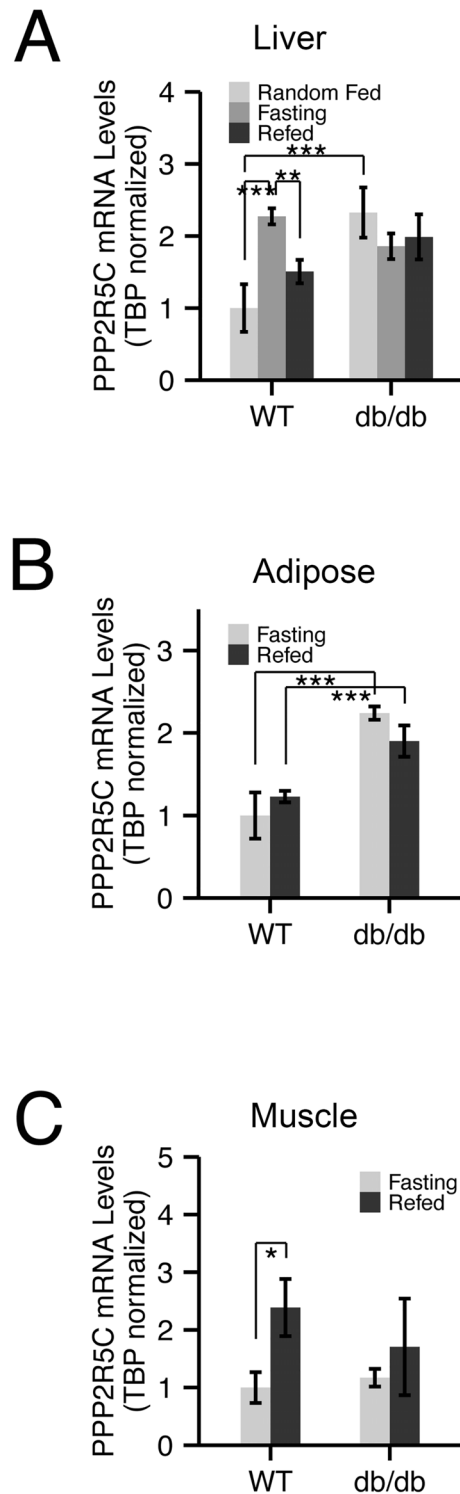 A
Liver
PPP2R5C mRNA Levels
(TBP normalized)
4
3
2
1
0
Random Fed
Fasting
Refed
***
***
**
WT
db/db
B
Adipose
PPP2R5C mRNA Levels
(TBP normalized)
3
2
1
0
Fasting
Refed
***
***
WT
db/db
C
Muscle
PPP2R5C mRNA Levels
(TBP normalized)
5
4
3
2
1
0
Fasting
Refed
*
WT
db/db